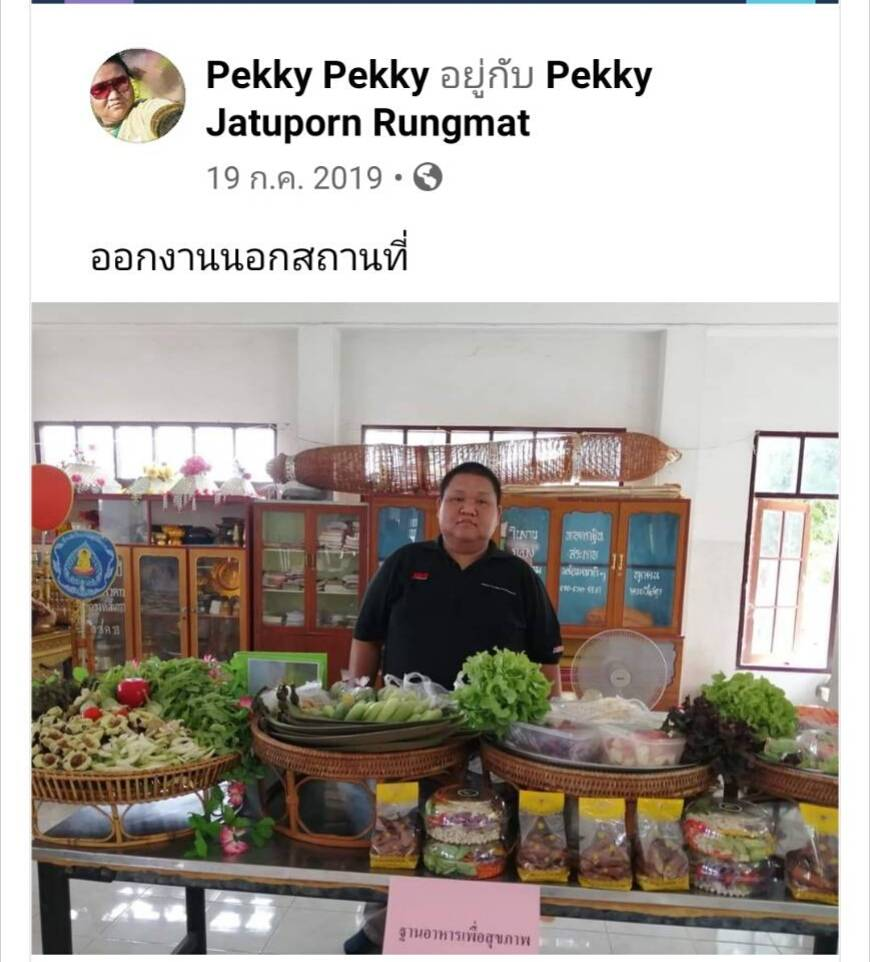 Pekky Pekky อยู่กับ Pekky
Jatuporn Rungmat
19 ก.ค. 2019
ออกงานนอกสถานที่
ฐานอาหารเพื่อสุขภาพ